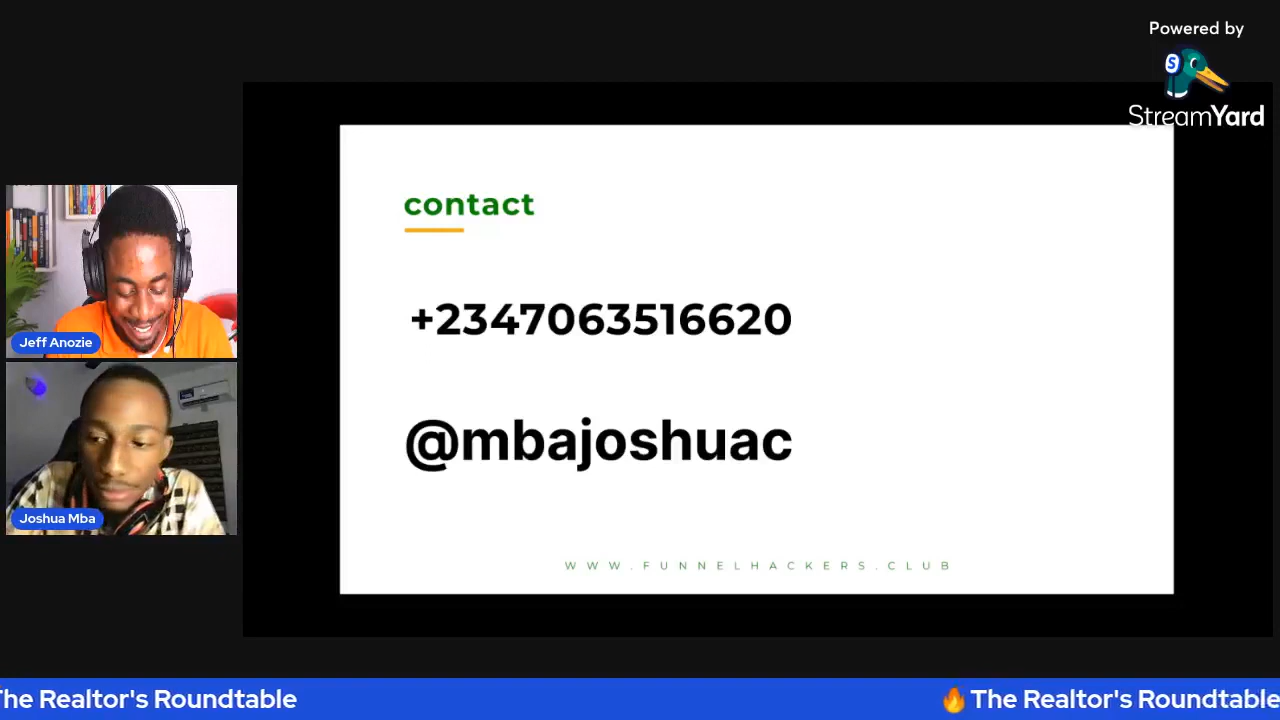 Powered by
StreamYard
contact
+2347063516620
@mbajoshuac
WWW.FUNNELHACKERS.CLUB
Jeff Anozie
Joshua Mba
The Realtor's Roundtable
🔥The Realtor's Roundtable